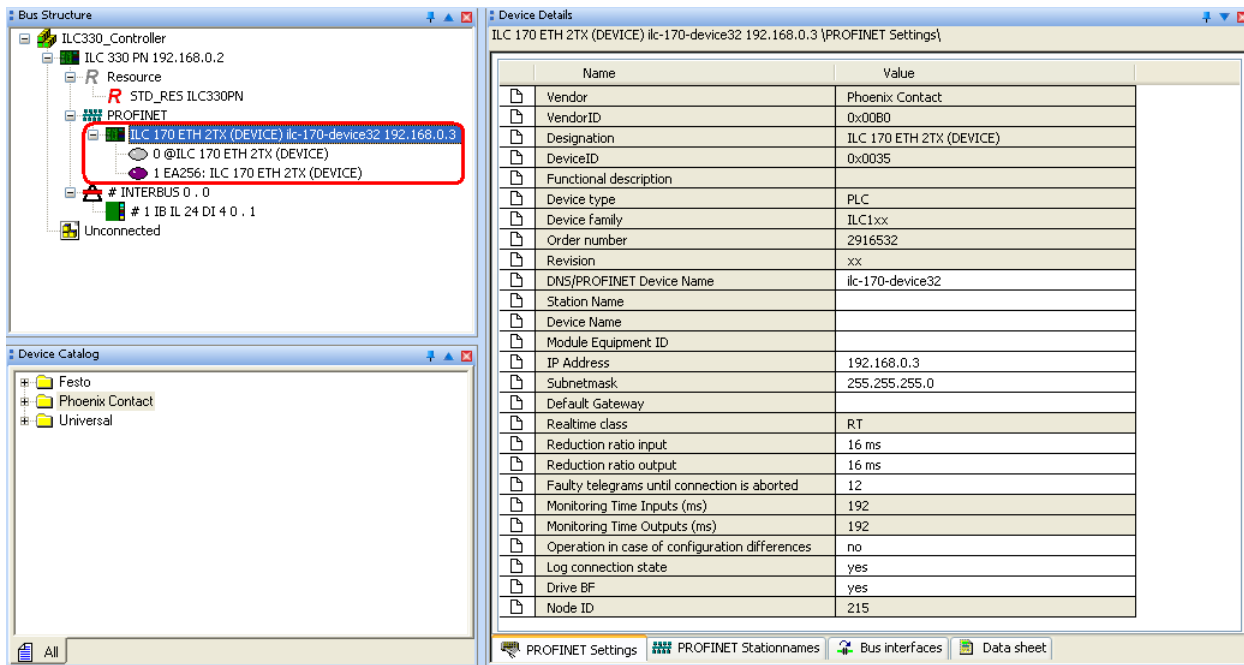 Bus Structure
ILC330_Controller
ILC 330 PN 192.168.0.2
R Resource
R STD_RES ILC330PN
PROFINET
ILC 170 ETH 2TX (DEVICE) ilc-170-device32 192.168.0.3
0 @ILC 170 ETH 2TX (DEVICE)
1 EA256: ILC 170 ETH 2TX (DEVICE)
# INTERBUS 0 . 0
# 1 IB IL 24 DI 4 0 . 1
Unconnected
Device Catalog
Festo
Phoenix Contact
Universal
All
Device Details
ILC 170 ETH 2TX (DEVICE) ilc-170-device32 192.168.0.3 \PROFINET Settings\
Name Value
Vendor Phoenix Contact
VendorID 0x00B0
Designation ILC 170 ETH 2TX (DEVICE)
DeviceID 0x0035
Functional description
Device type PLC
Device family ILC1xx
Order number 2916532
Revision xx
DNS/PROFINET Device Name ilc-170-device32
Station Name
Device Name
Module Equipment ID
IP Address 192.168.0.3
Subnetmask 255.255.255.0
Default Gateway
Realtime class RT
Reduction ratio input 16 ms
Reduction ratio output 16 ms
Faulty telegrams until connection is aborted 12
Monitoring Time Inputs (ms) 192
Monitoring Time Outputs (ms) 192
Operation in case of configuration differences no
Log connection state yes
Drive BF yes
Node ID 215
PROFINET Settings PROFINET Stationnames Bus interfaces Data sheet